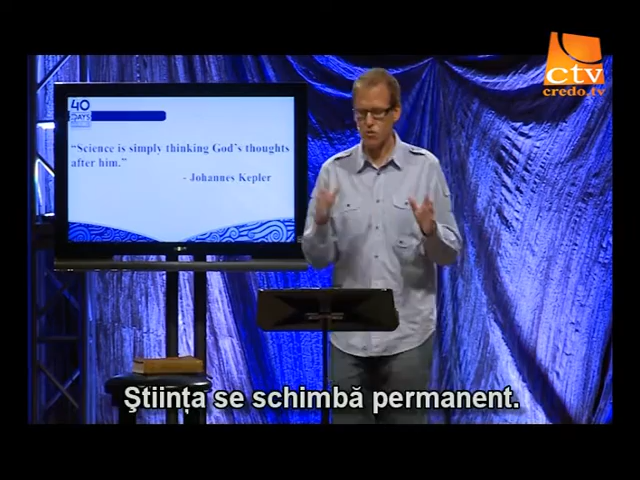 ctv
credo.tv
40
DAYS
"Science is simply thinking God's thoughts
after him."
- Johannes Kepler
Ştiinţa se schimbă permanent.